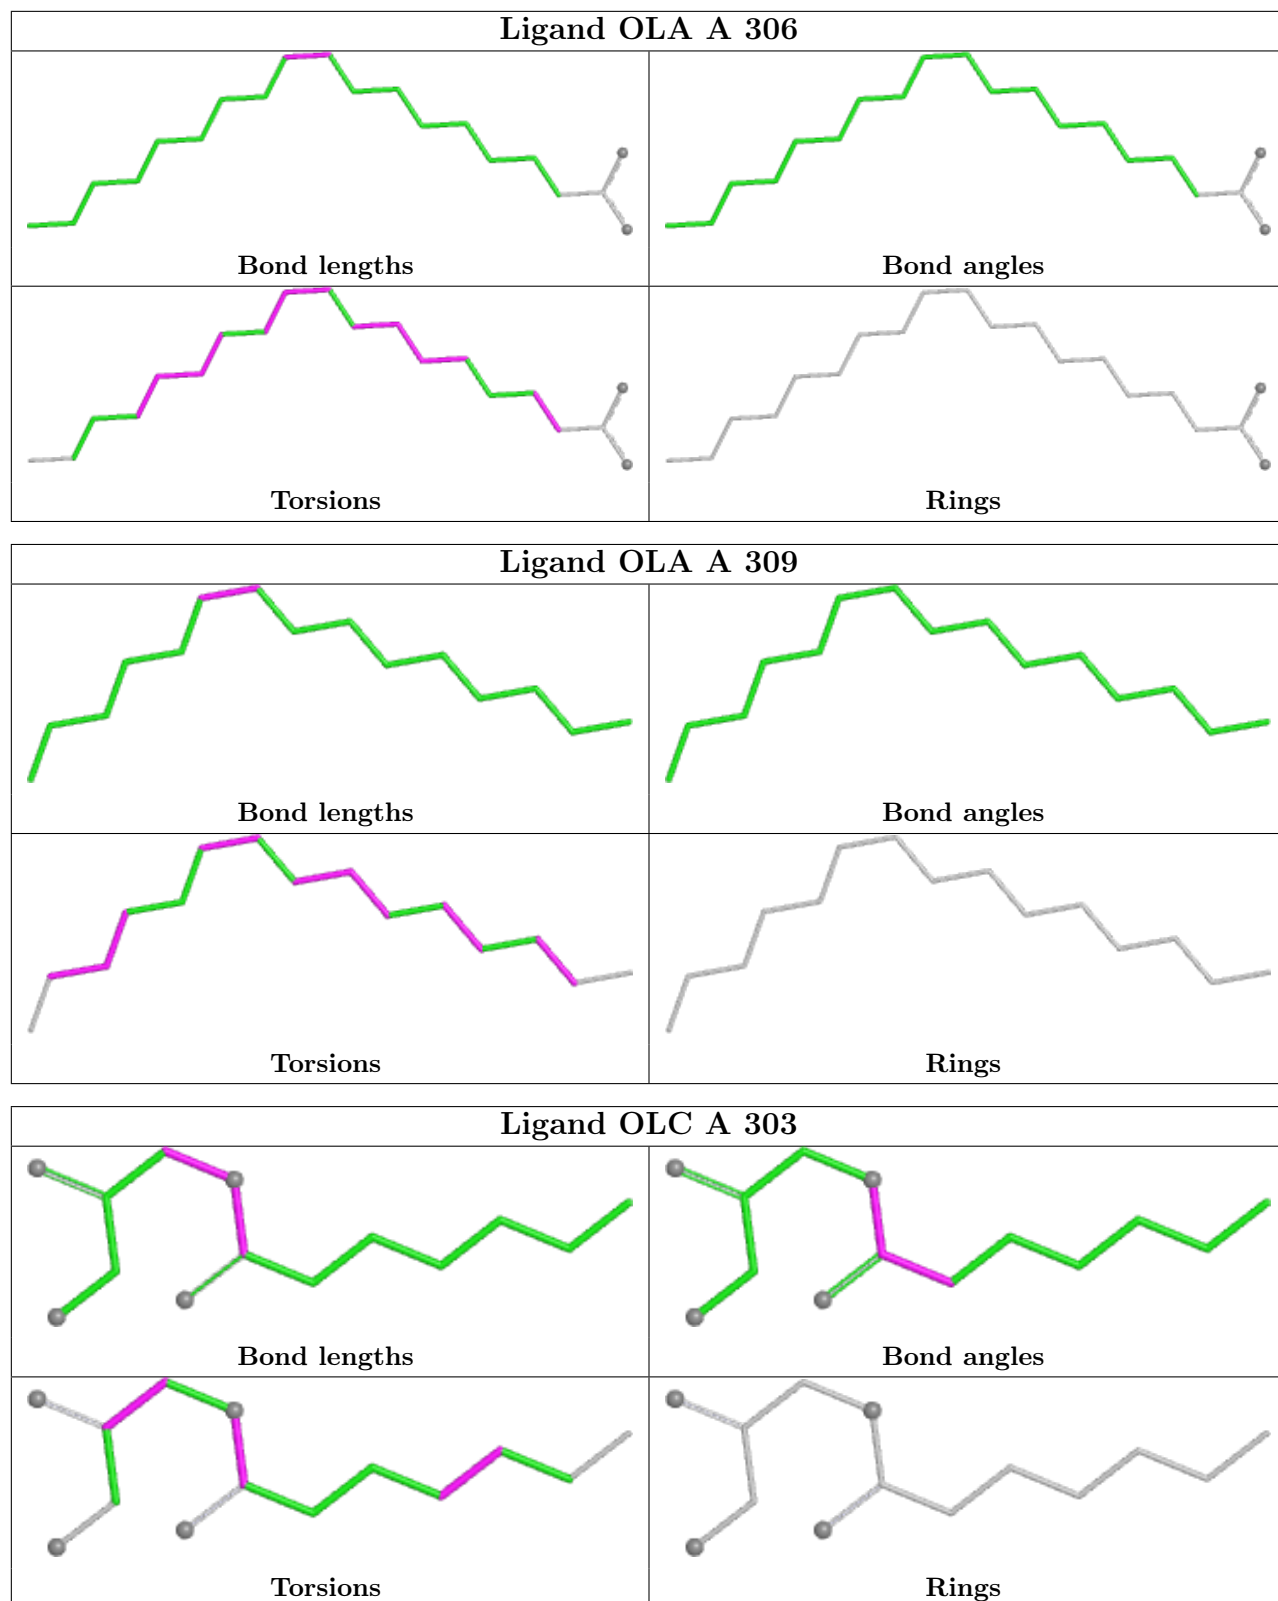 Ligand OLA A 306
Bond lengths
Bond angles
Torsions
Rings
Ligand OLA A 309
Bond lengths
Bond angles
Torsions
Rings
Ligand OLC A 303
Bond lengths
Bond angles
Torsions
Rings